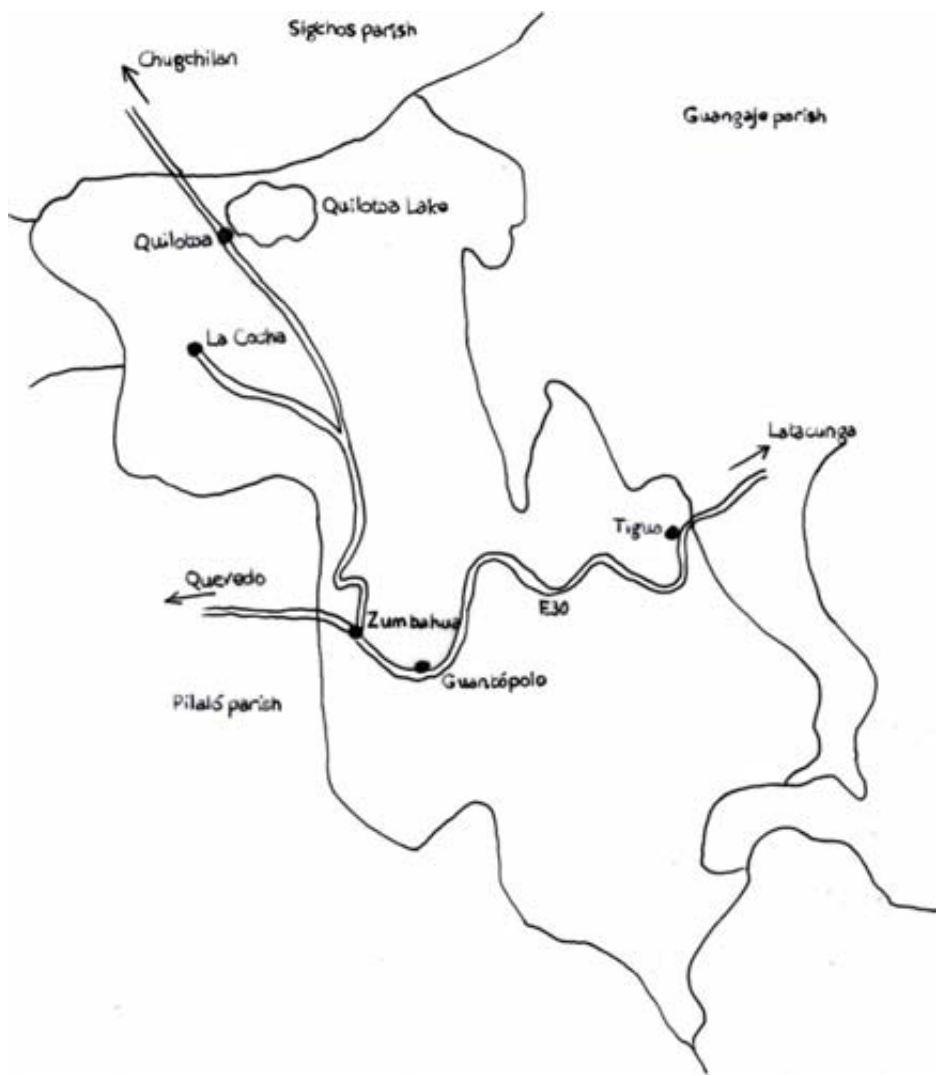 Sigchos parish
Chugchilan
Guangaje parish
Quilotoa Lake
Quilotoa
La Cocha
Latacunga
Tigua
Quevedo
E30
Zumbahua
Guantópolo
Pilaló parish